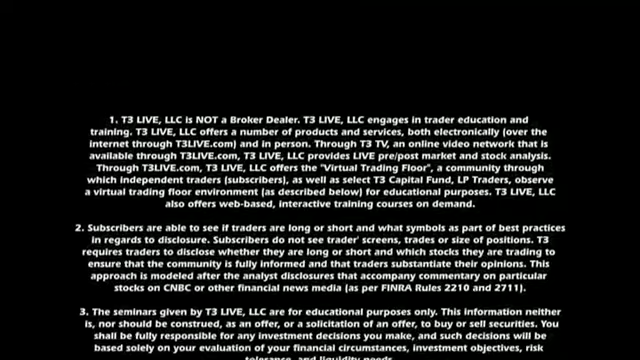 1. T3 LIVE, LLC is NOT a Broker Dealer. T3 LIVE, LLC engages in trader education and
training. T3 LIVE, LLC offers a number of products and services, both electronically (over the
internet through T3LIVE.com) and in person. Through T3 TV, an online video network that is
available through T3LIVE.com, T3 LIVE, LLC provides LIVE pre/post market and stock analysis.
Through T3LIVE.com, T3 LIVE, LLC offers the "Virtual Trading Floor", a community through
which independent traders (subscribers), as well as select T3 Capital Fund, LP Traders, observe
a virtual trading floor environment (as described below) for educational purposes. T3 LIVE, LLC
also offers web-based, interactive training courses on demand.
2. Subscribers are able to see if traders are long or short and what symbols as part of best practices
in regards to disclosure. Subscribers do not see trader's screens, trades or size of positions. T3
requires traders to disclose whether they are long or short and which stocks they are trading to
ensure that the community is fully informed and that traders substantiate their opinions. This
approach is modeled after the analyst disclosures that accompany commentary on particular
stocks on CNBC or other financial news media (as per FINRA Rules 2210 and 2711).
3. The seminars given by T3 LIVE, LLC are for educational purposes only. This information neither
is, nor should be construed, as an offer, or a solicitation of an offer, to buy or sell securities. You
shall be fully responsible for any investment decisions you make, and such decisions will be
based solely on your evaluation of your financial circumstances, investment objectives, risk
tolerance, and liquidity needs.